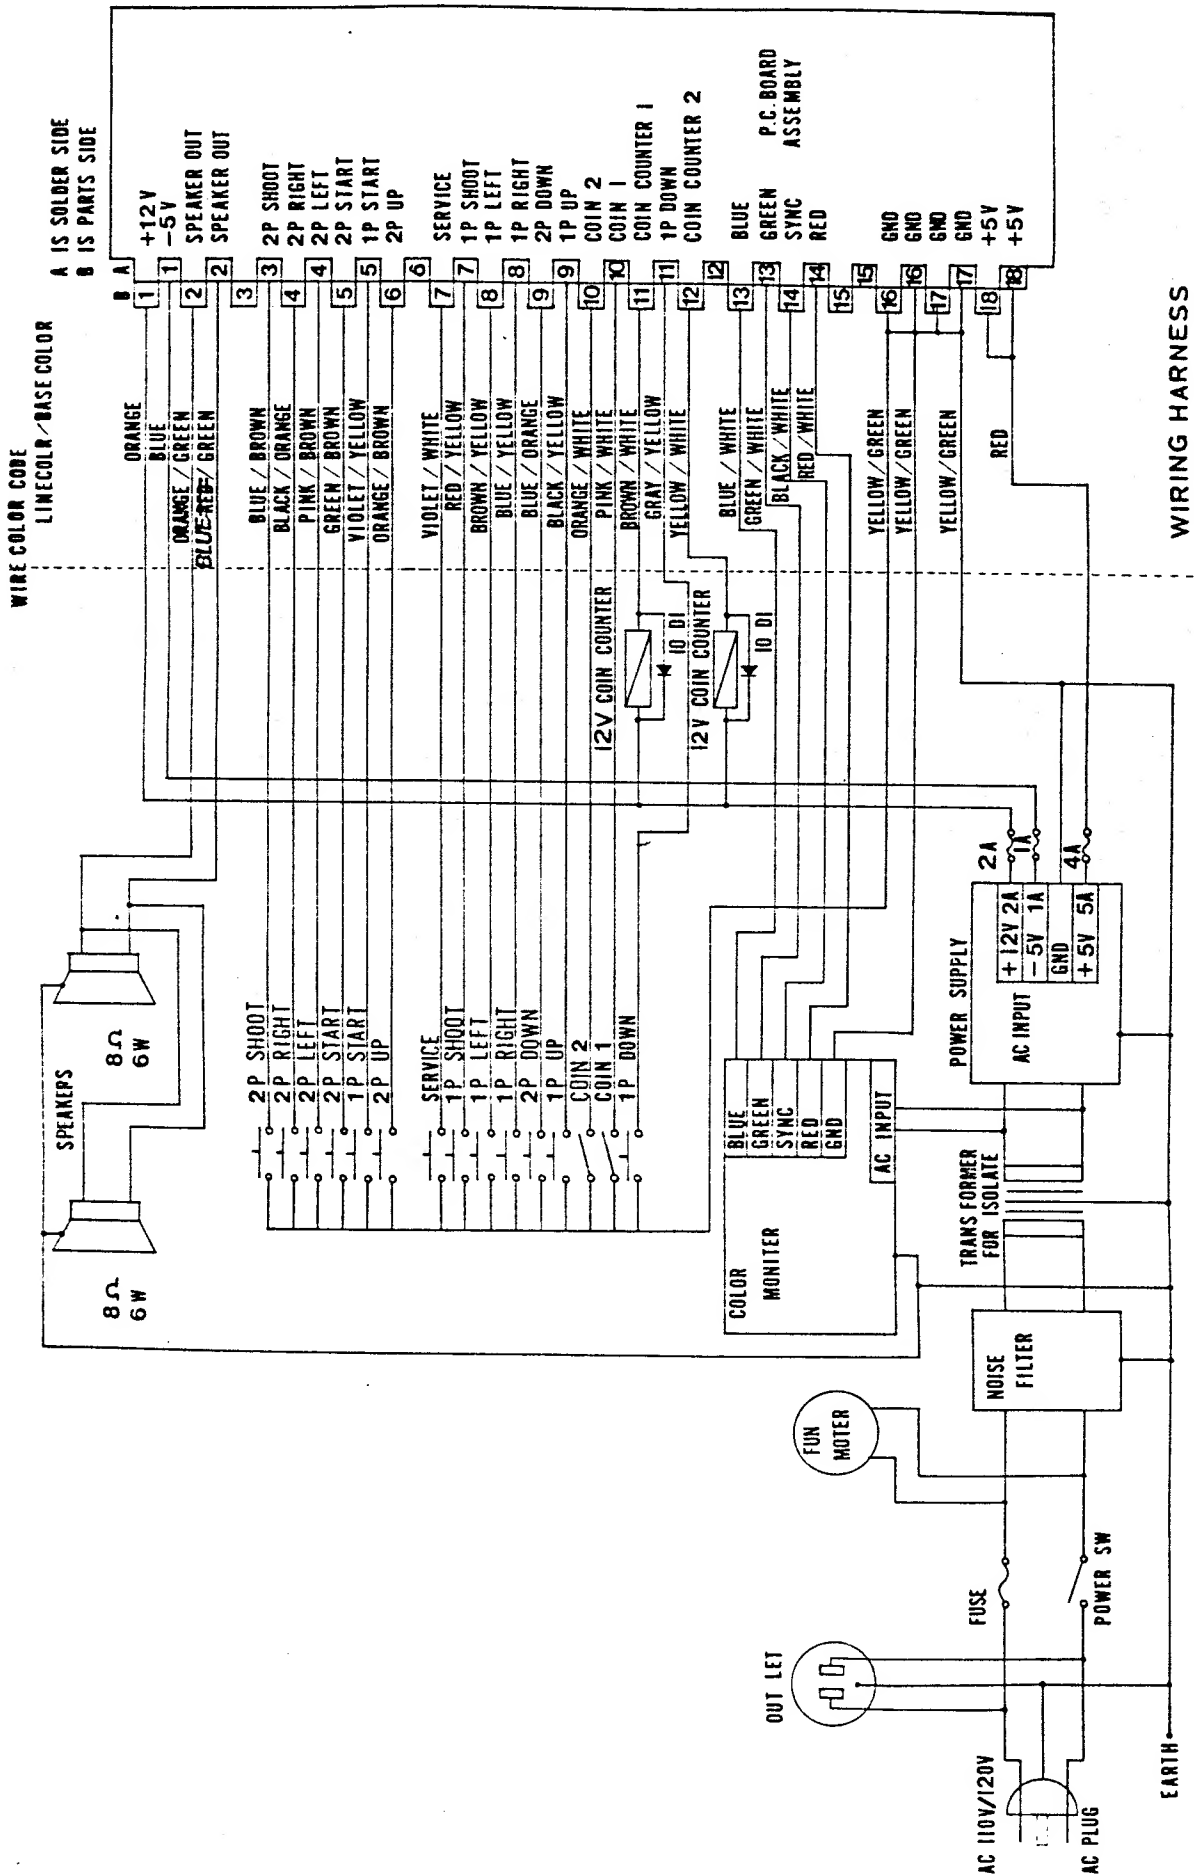 WIRE COLOR CODE
LINECOLR/BASE COLOR
A IS SOLDER SIDE
B IS PARTS SIDE
B A
1
1
2
2
3
3
4
4
5
5
6
6
7
7
8
8
9
9
10
10
11
11
12
12
13
13
14
14
15
15
16
16
17
17
18
18
+12V
-5V
SPEAKER OUT
SPEAKER OUT
2P SHOOT
2P RIGHT
2P LEFT
2P START
1P START
2P UP
SERVICE
1P SHOOT
1P LEFT
1P RIGHT
2P DOWN
1P UP
COIN 2
COIN 1
COIN COUNTER 1
1P DOWN
COIN COUNTER 2
BLUE
GREEN
SYNC
RED
GND
GND
GND
GND
+5V
+5V
P.C.BOARD
ASSEMBLY
ORANGE
BLUE
ORANGE/GREEN
BLUE RED/GREEN
BLUE/BROWN
BLACK/ORANGE
PINK/BROWN
GREEN/BROWN
VIOLET/YELLOW
ORANGE/BROWN
VIOLET/WHITE
RED/YELLOW
BROWN/YELLOW
BLUE/YELLOW
BLUE/ORANGE
BLACK/YELLOW
ORANGE/WHITE
PINK/WHITE
BROWN/WHITE
GRAY/YELLOW
YELLOW/WHITE
BLUE/WHITE
GREEN/WHITE
BLACK/WHITE
RED/WHITE
YELLOW/GREEN
YELLOW/GREEN
YELLOW/GREEN
RED
WIRING HARNESS
12V COIN COUNTER
10 D1
12V COIN COUNTER
10 D1
SPEAKERS
8Ω
6W
8Ω
6W
2P SHOOT
2P RIGHT
2P LEFT
2P START
1P START
2P UP
SERVICE
1P SHOOT
1P LEFT
1P RIGHT
2P DOWN
1P UP
COIN 2
COIN 1
1P DOWN
BLUE
GREEN
SYNC
RED
GND
AC INPUT
COLOR
MONITER
2A
1A
4A
POWER SUPPLY
+12V 2A
-5V 1A
GND
+5V 5A
AC INPUT
TRANSFORMER
FOR ISOLATE
NOISE
FILTER
FUN
MOTER
FUSE
POWER SW
OUT LET
AC 110V/120V
AC PLUG
EARTH